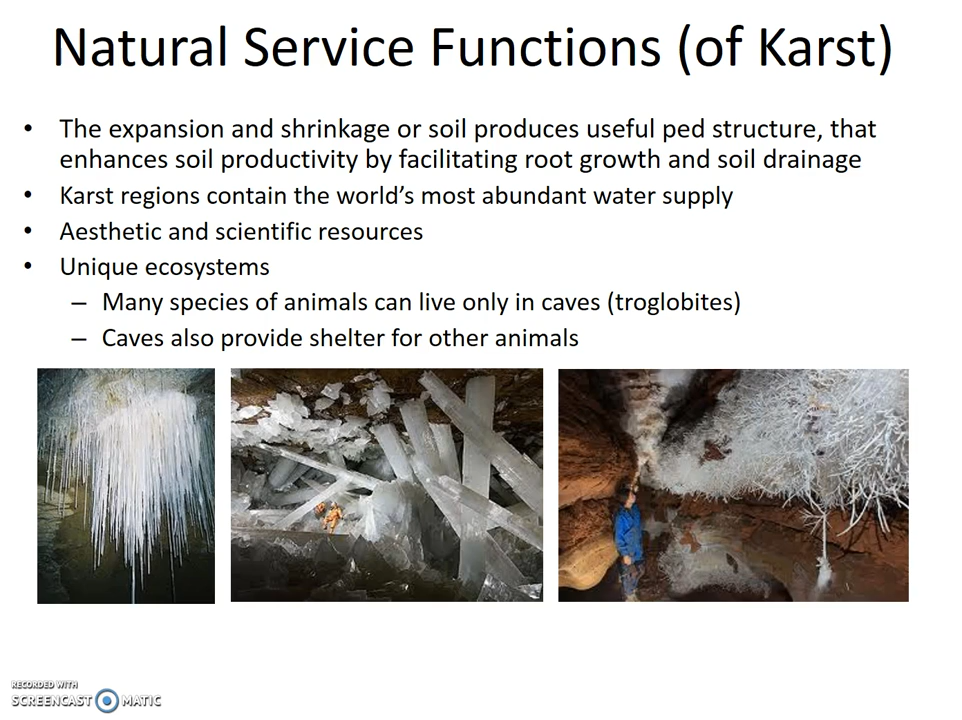 Natural Service Functions (of Karst)
• The expansion and shrinkage or soil produces useful ped structure, that
enhances soil productivity by facilitating root growth and soil drainage
• Karst regions contain the world’s most abundant water supply
• Aesthetic and scientific resources
• Unique ecosystems
– Many species of animals can live only in caves (troglobites)
– Caves also provide shelter for other animals
RECORDED WITH
SCREENCAST MATIC